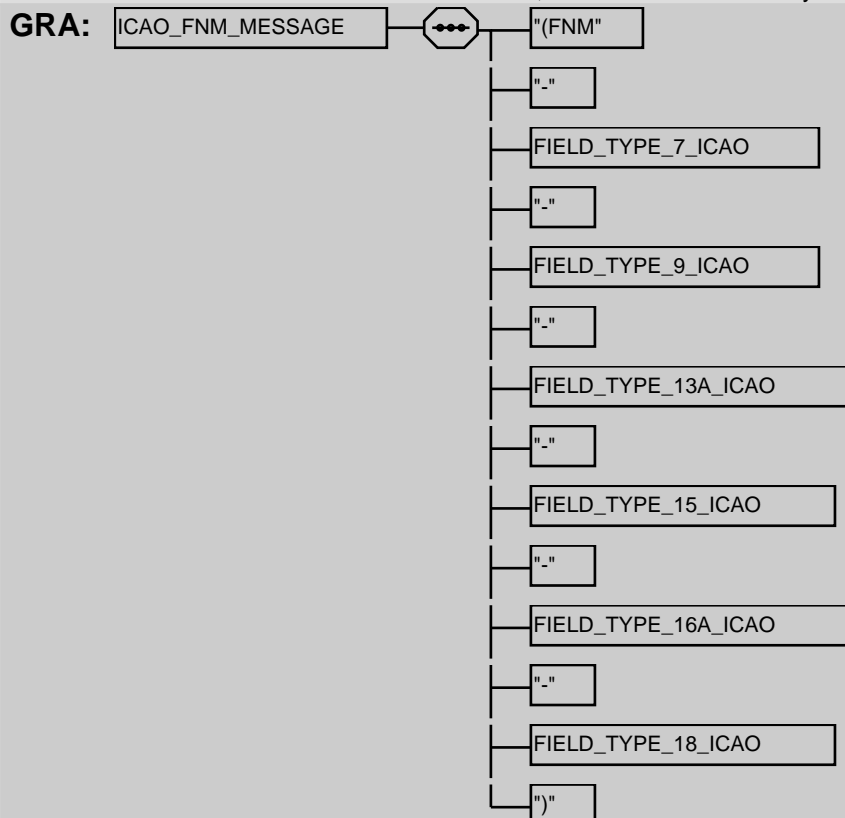 GRA: ICAO_FNM_MESSAGE "(FNM"
"-"
FIELD_TYPE_7_ICAO
"-"
FIELD_TYPE_9_ICAO
"-"
FIELD_TYPE_13A_ICAO
"-"
FIELD_TYPE_15_ICAO
"-"
FIELD_TYPE_16A_ICAO
"-"
FIELD_TYPE_18_ICAO
")"